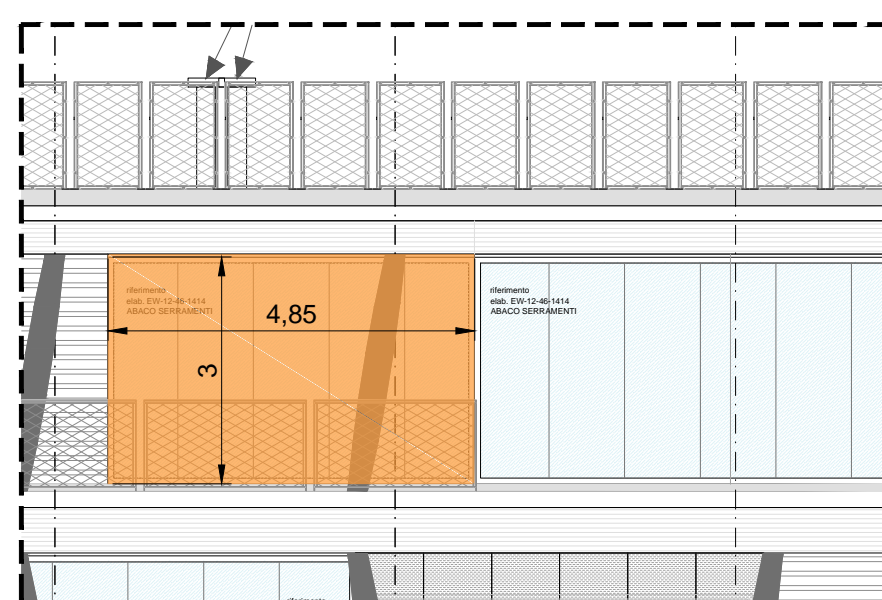 riferimento
elab. EW-12-46-1414
ABACO SERRAMENTI
4,85
3
riferimento
elab. EW-12-46-1414
ABACO SERRAMENTI
riferimento